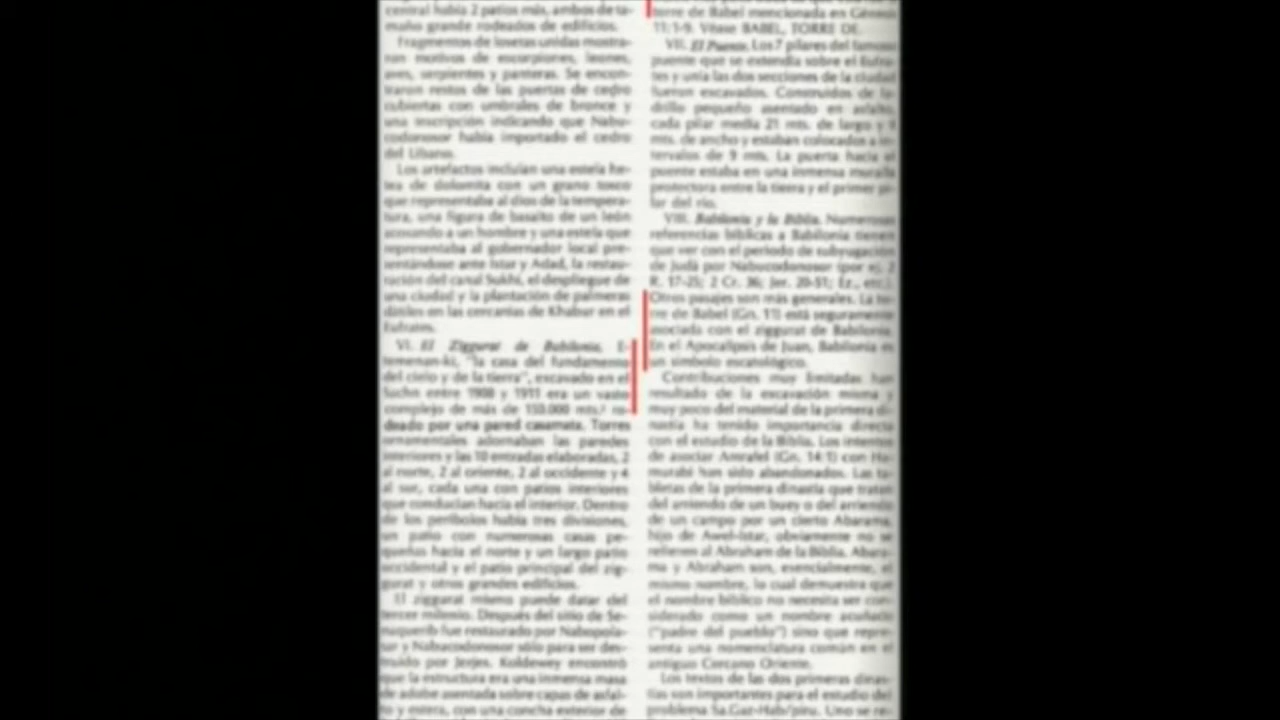 central había 2 patios más, ambos de ta-
maño grande rodeados de edificios.
Fragmentos de losetas unidas mostra-
ron motivos de escorpiones, leones,
aves, serpientes y panteras. Se encon-
traron restos de las puertas de cedro
cubiertas con umbrales de bronce y
una inscripción indicando que Nabu-
codonosor había importado el cedro
del Líbano.
Los artefactos incluían una estela he-
tea de dolomita con un grano tosco
que representaba al dios de la tempera-
tura, una figura de basalto de un león
acosando a un hombre y una estela que
representaba al gobernador local pre-
sentándose ante Istar y Adad, la restau-
ración del canal Sukhi, el despliegue de
una ciudad y la plantación de palmeras
dátiles en las cercanías de Khabur en el
Eufrates.
VI. El Ziggurat de Babilonia. E-
temenan-ki, "la casa del fundamento
del cielo y de la tierra", excavado en el
Sachn entre 1908 y 1911 era un vasto
complejo de más de 150.000 mts.² ro-
deado por una pared casamata. Torres
ornamentales adornaban las paredes
interiores y las 10 entradas elaboradas, 2
al norte, 2 al oriente, 2 al occidente y 4
al sur, cada una con patios interiores
que conducían hacia el interior. Dentro
de los períbolos había tres divisiones,
un patio con numerosas casas pe-
queñas hacia el norte y un largo patio
occidental y el patio principal del zig-
gurat y otros grandes edificios.
El ziggurat mismo puede datar del
tercer milenio. Después del sitio de Se-
naquerib fue restaurado por Nabopola-
sar y Nabucodonosor sólo para ser des-
truido por Jerjes. Koldewey encontró
que la estructura era una inmensa masa
de adobe asentada sobre capas de asfal-
to y estera, con una concha exterior de
torre de Babel mencionada en Génesis
11:1-9. Véase BABEL, TORRE DE.
VII. El Puente. Los 7 pilares del famoso
puente que se extendía sobre el Eufra-
tes y unía las dos secciones de la ciudad
fueron excavados. Construidos de la-
drillo pequeño asentado en asfalto,
cada pilar medía 21 mts. de largo y 9
mts. de ancho y estaban colocados a in-
tervalos de 9 mts. La puerta hacia el
puente estaba en una inmensa muralla
protectora entre la tierra y el primer pi-
lar del río.
VIII. Babilonia y la Biblia. Numerosas
referencias bíblicas a Babilonia tienen
que ver con el período de subyugación
de Judá por Nabucodonosor (por ej. 2
R. 17-25; 2 Cr. 36; Jer. 20-51; Ez., etc.).
Otros pasajes son más generales. La to-
rre de Babel (Gn. 11) está seguramente
asociada con el ziggurat de Babilonia.
En el Apocalipsis de Juan, Babilonia es
un símbolo escatológico.
Contribuciones muy limitadas han
resultado de la excavación misma y
muy poco del material de la primera di-
nastía ha tenido importancia directa
con el estudio de la Biblia. Los intentos
de asociar Amrafel (Gn. 14:1) con Ha-
murabi han sido abandonados. Las ta-
bletas de la primera dinastía que tratan
del arriendo de un buey o del arriendo
de un campo por un cierto Abarama,
hijo de Awel-Istar, obviamente no se
refieren al Abraham de la Biblia. Abara-
ma y Abraham son, esencialmente, el
mismo nombre, lo cual demuestra que
el nombre bíblico no necesita ser con-
siderado como un nombre acuñado
("padre del pueblo") sino que repre-
senta una nomenclatura común en el
antiguo Cercano Oriente.
Los textos de las dos primeras dinas-
tías son importantes para el estudio del
problema Sa.Gaz-Hab/piru. Uno se re-